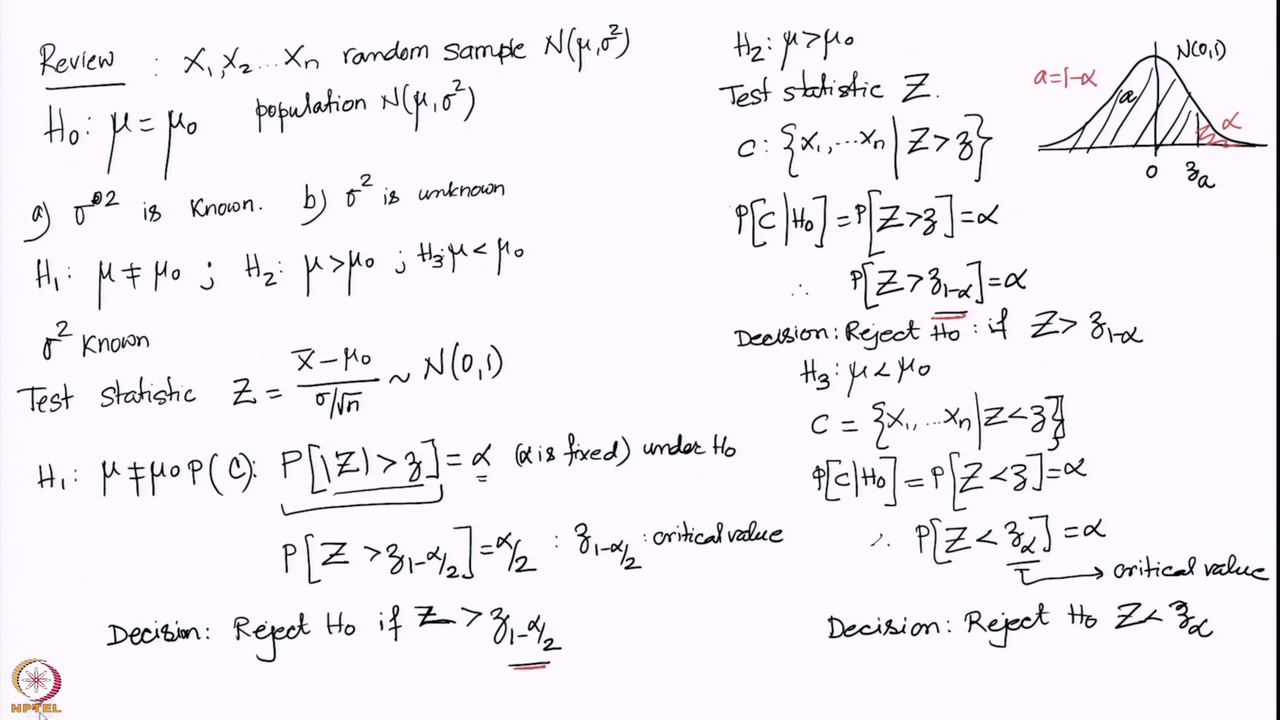 Review : X₁, X₂ ... Xₙ random sample N(μ, σ²)
H₀: μ = μ₀ population N(μ, σ²)
a) σ² is known. b) σ² is unknown
H₁: μ ≠ μ₀ ; H₂: μ > μ₀ ; H₃: μ < μ₀
σ² known
Test statistic Z = (X̄ − μ₀)/(σ/√n) ~ N(0,1)
H₁: μ ≠ μ₀ P(C): P[|Z| > z] = α (α is fixed) under H₀
P[Z > z₁₋α/₂] = α/2 : z₁₋α/₂ : critical value
Decision: Reject H₀ if Z > z₁₋α/₂
H₂: μ > μ₀
Test statistic Z.
C: {X₁, ... Xₙ | Z > z}
P[C | H₀] = P[Z > z] = α
∴ P[Z > z₁₋α] = α
Decision: Reject H₀ : if Z > z₁₋α
H₃: μ < μ₀
C = {X₁, ... Xₙ | Z < z}
P[C | H₀] = P[Z < z] = α
∴ P[Z < zα] = α
critical value
Decision: Reject H₀ Z < zα
N(0,1)
a = 1−α
a
α
0 zₐ
NPTEL